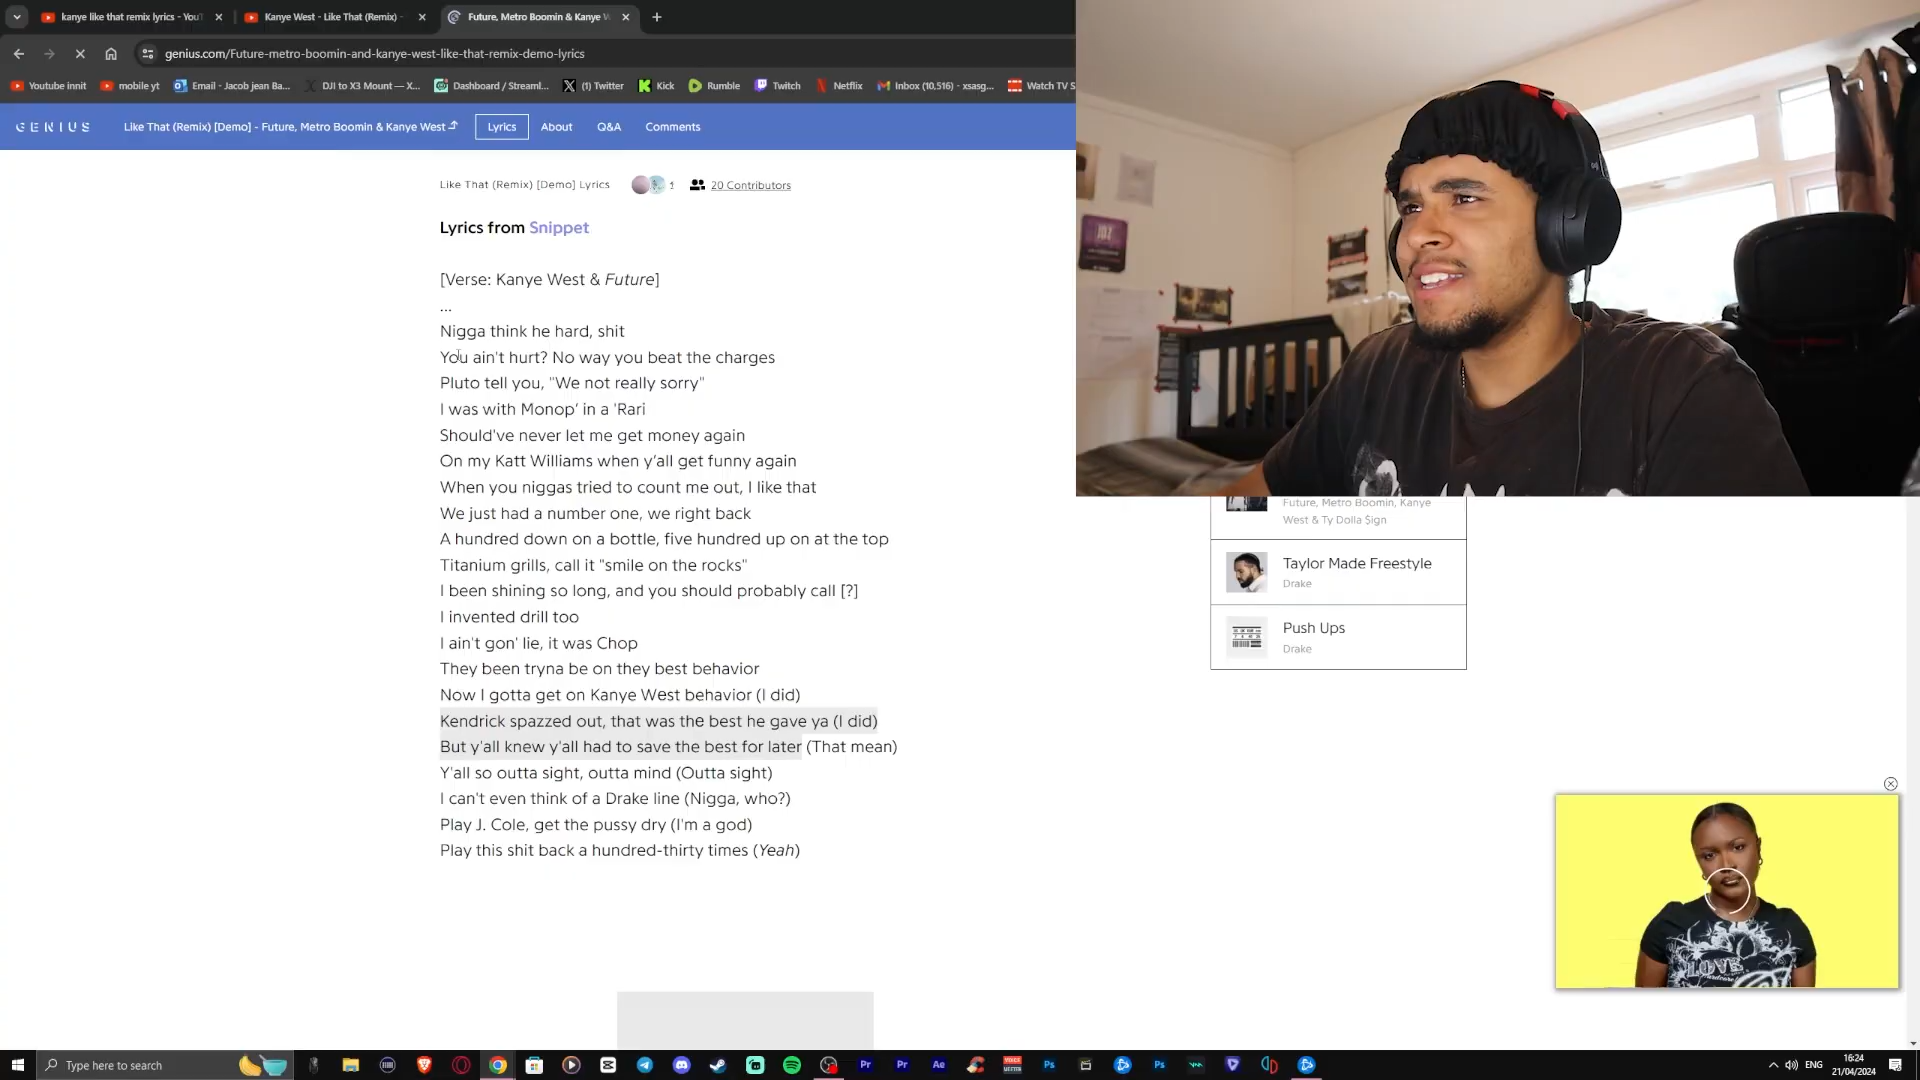 kanye like that remix lyrics - YouT
Kanye West - Like That (Remix) -
Future, Metro Boomin & Kanye W
genius.com/Future-metro-boomin-and-kanye-west-like-that-remix-demo-lyrics
Youtube innit
mobile yt
Email - Jacob jean Ba...
DJI to X3 Mount — X...
Dashboard / Streaml...
(1) Twitter
Kick
Rumble
Twitch
Netflix
Inbox (10,516) - xsasg...
Watch TV S
GENIUS
Like That (Remix) [Demo] - Future, Metro Boomin & Kanye West
Lyrics
About
Q&A
Comments
Like That (Remix) [Demo] Lyrics
1
20 Contributors
Lyrics from Snippet
[Verse: Kanye West & Future]
...
Nigga think he hard, shit
You ain't hurt? No way you beat the charges
Pluto tell you, "We not really sorry"
I was with Monop' in a 'Rari
Should've never let me get money again
On my Katt Williams when y'all get funny again
When you niggas tried to count me out, I like that
We just had a number one, we right back
A hundred down on a bottle, five hundred up on at the top
Titanium grills, call it "smile on the rocks"
I been shining so long, and you should probably call [?]
I invented drill too
I ain't gon' lie, it was Chop
They been tryna be on they best behavior
Now I gotta get on Kanye West behavior (I did)
Kendrick spazzed out, that was the best he gave ya (I did)
But y'all knew y'all had to save the best for later (That mean)
Y'all so outta sight, outta mind (Outta sight)
I can't even think of a Drake line (Nigga, who?)
Play J. Cole, get the pussy dry (I'm a god)
Play this shit back a hundred-thirty times (Yeah)
Future, Metro Boomin, Kanye
West & Ty Dolla $ign
Taylor Made Freestyle
Drake
Push Ups
Drake
LOVE
Type here to search
ENG
16:24
21/04/2024